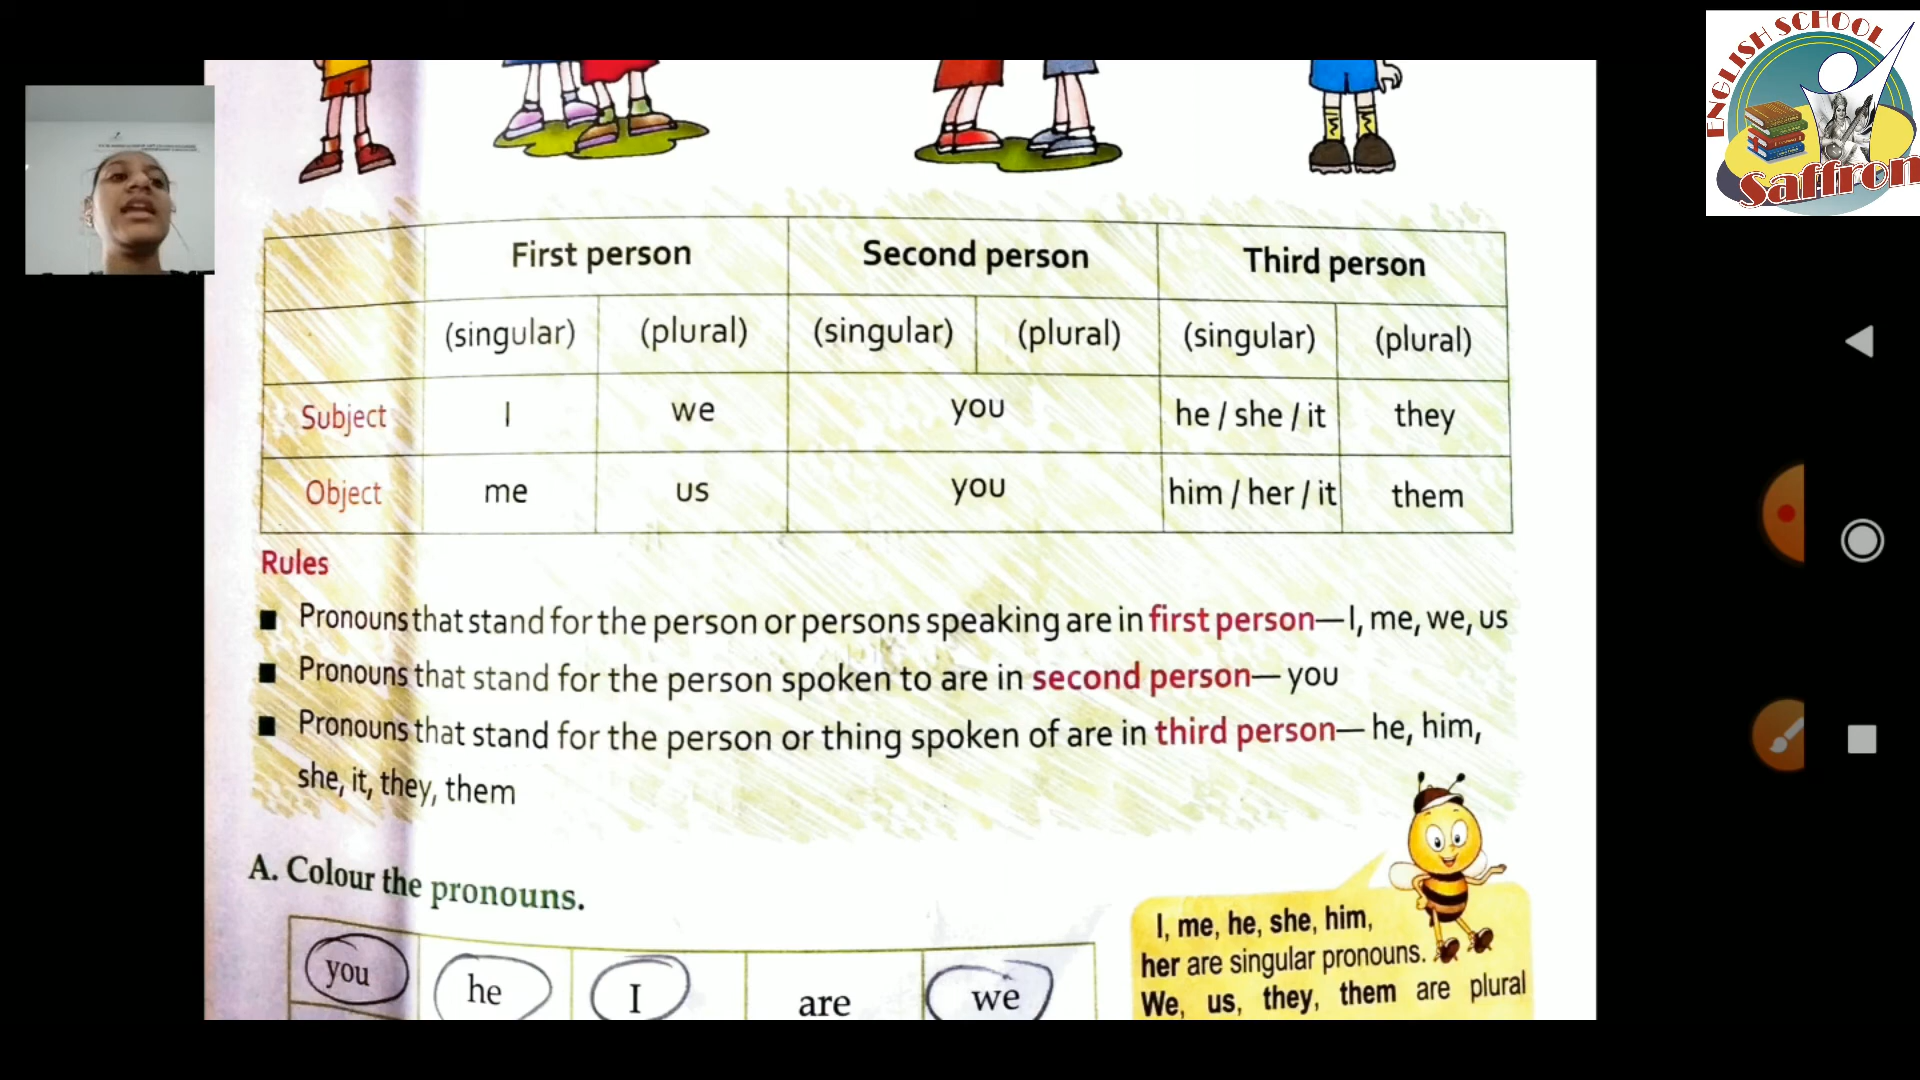 ENGLISH SCHOOL
Saffron
First person Second person Third person
(singular) (plural) (singular) (plural) (singular) (plural)
Subject I we you he / she / it they
Object me us you him / her / it them
Rules
■ Pronouns that stand for the person or persons speaking are in first person—I, me, we, us
■ Pronouns that stand for the person spoken to are in second person— you
■ Pronouns that stand for the person or thing spoken of are in third person— he, him,
she, it, they, them
A. Colour the pronouns.
you he I are we
I, me, he, she, him,
her are singular pronouns.
We, us, they, them are plural